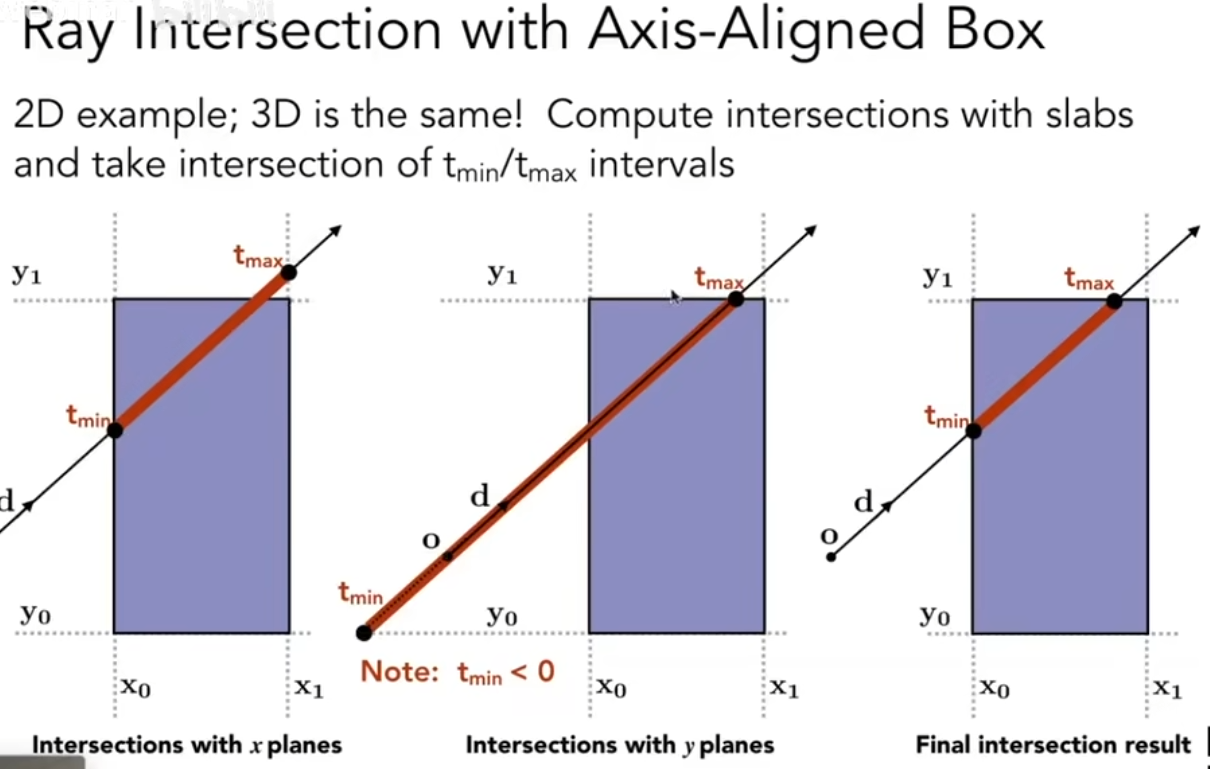 Ray Intersection with Axis-Aligned Box
2D example; 3D is the same! Compute intersections with slabs
and take intersection of tmin/tmax intervals
y1
tmax
tmin
d
y0
x0
x1
Intersections with x planes
y1
tmax
d
o
tmin
y0
Note: tmin < 0
x0
x1
Intersections with y planes
y1
tmax
tmin
d
o
y0
x0
x1
Final intersection result